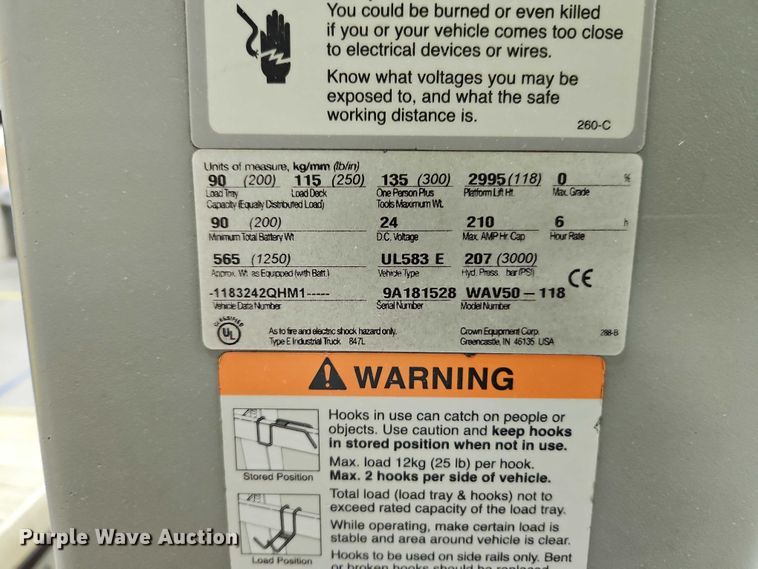 You could be burned or even killed
if you or your vehicle comes too close
to electrical devices or wires.
Know what voltages you may be
exposed to, and what the safe
working distance is.
260-C
Units of measure, kg/mm (lb/in)
90 (200) 115 (250) 135 (300) 2995 (118) 0 %
Load Tray Load Deck One Person Plus Platform Lift Ht. Max. Grade
Capacity (Equally Distributed Load) Tools Maximum Wt.
90 (200) 24 210 6 h
Minimum Total Battery Wt D.C. Voltage Max. AMP Hr. Cap Hour Rate
565 (1250) UL583 E 207 (3000)
Approx. Wt. as Equipped (with Batt.) Vehicle Type Hyd. Press. bar (PSI)
CE
-1183242QHM1----- 9A181528 WAV50-118
Vehicle Data Number Serial Number Model Number
CLASSIFIED
UL
As to fire and electric shock hazard only. Crown Equipment Corp. 288-B
Type E Industrial Truck 847L Greencastle, IN 46135 USA
WARNING
Hooks in use can catch on people or
objects. Use caution and keep hooks
in stored position when not in use.
Max. load 12kg (25 lb) per hook.
Max. 2 hooks per side of vehicle.
Stored Position
Total load (load tray & hooks) not to
exceed rated capacity of the load tray.
While operating, make certain load is
stable and area around vehicle is clear.
Load Position
Hooks to be used on side rails only. Bent
or broken hooks should be replaced
Purple Wave Auction